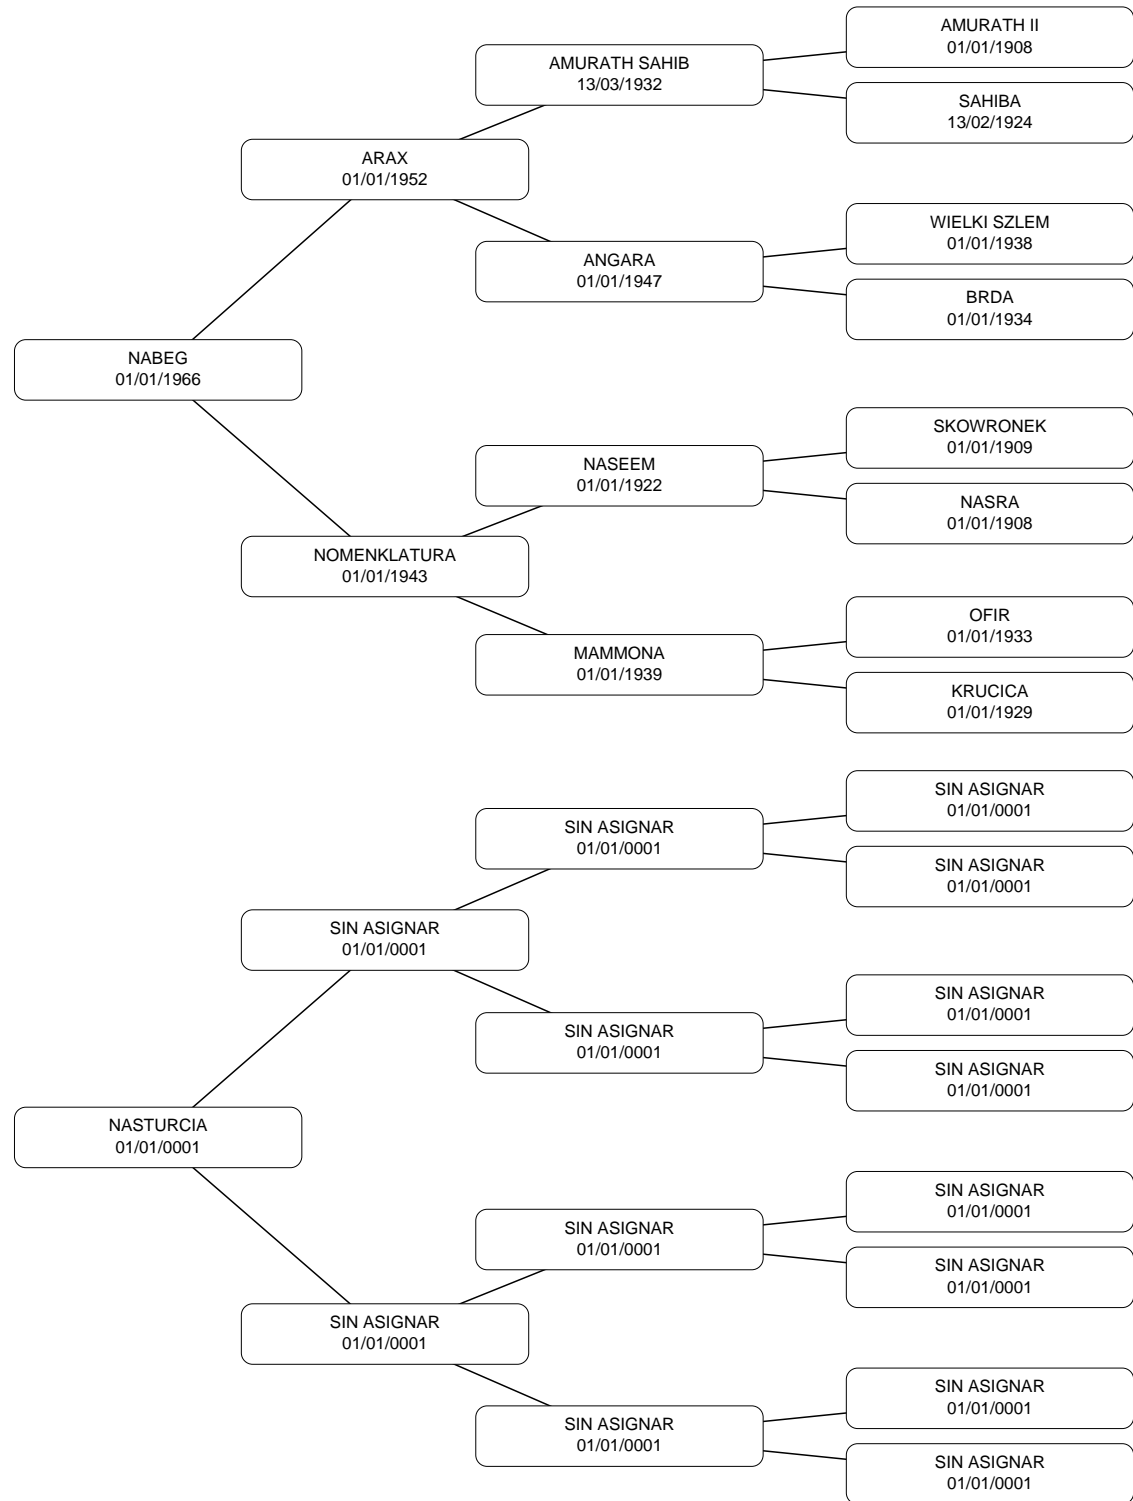 AMURATH II
01/01/1908
AMURATH SAHIB
13/03/1932
SAHIBA
13/02/1924
ARAX
01/01/1952
WIELKI SZLEM
01/01/1938
ANGARA
01/01/1947
BRDA
01/01/1934
NABEG
01/01/1966
SKOWRONEK
01/01/1909
NASEEM
01/01/1922
NASRA
01/01/1908
NOMENKLATURA
01/01/1943
OFIR
01/01/1933
MAMMONA
01/01/1939
KRUCICA
01/01/1929
SIN ASIGNAR
01/01/0001
SIN ASIGNAR
01/01/0001
SIN ASIGNAR
01/01/0001
SIN ASIGNAR
01/01/0001
SIN ASIGNAR
01/01/0001
SIN ASIGNAR
01/01/0001
SIN ASIGNAR
01/01/0001
NASTURCIA
01/01/0001
SIN ASIGNAR
01/01/0001
SIN ASIGNAR
01/01/0001
SIN ASIGNAR
01/01/0001
SIN ASIGNAR
01/01/0001
SIN ASIGNAR
01/01/0001
SIN ASIGNAR
01/01/0001
SIN ASIGNAR
01/01/0001